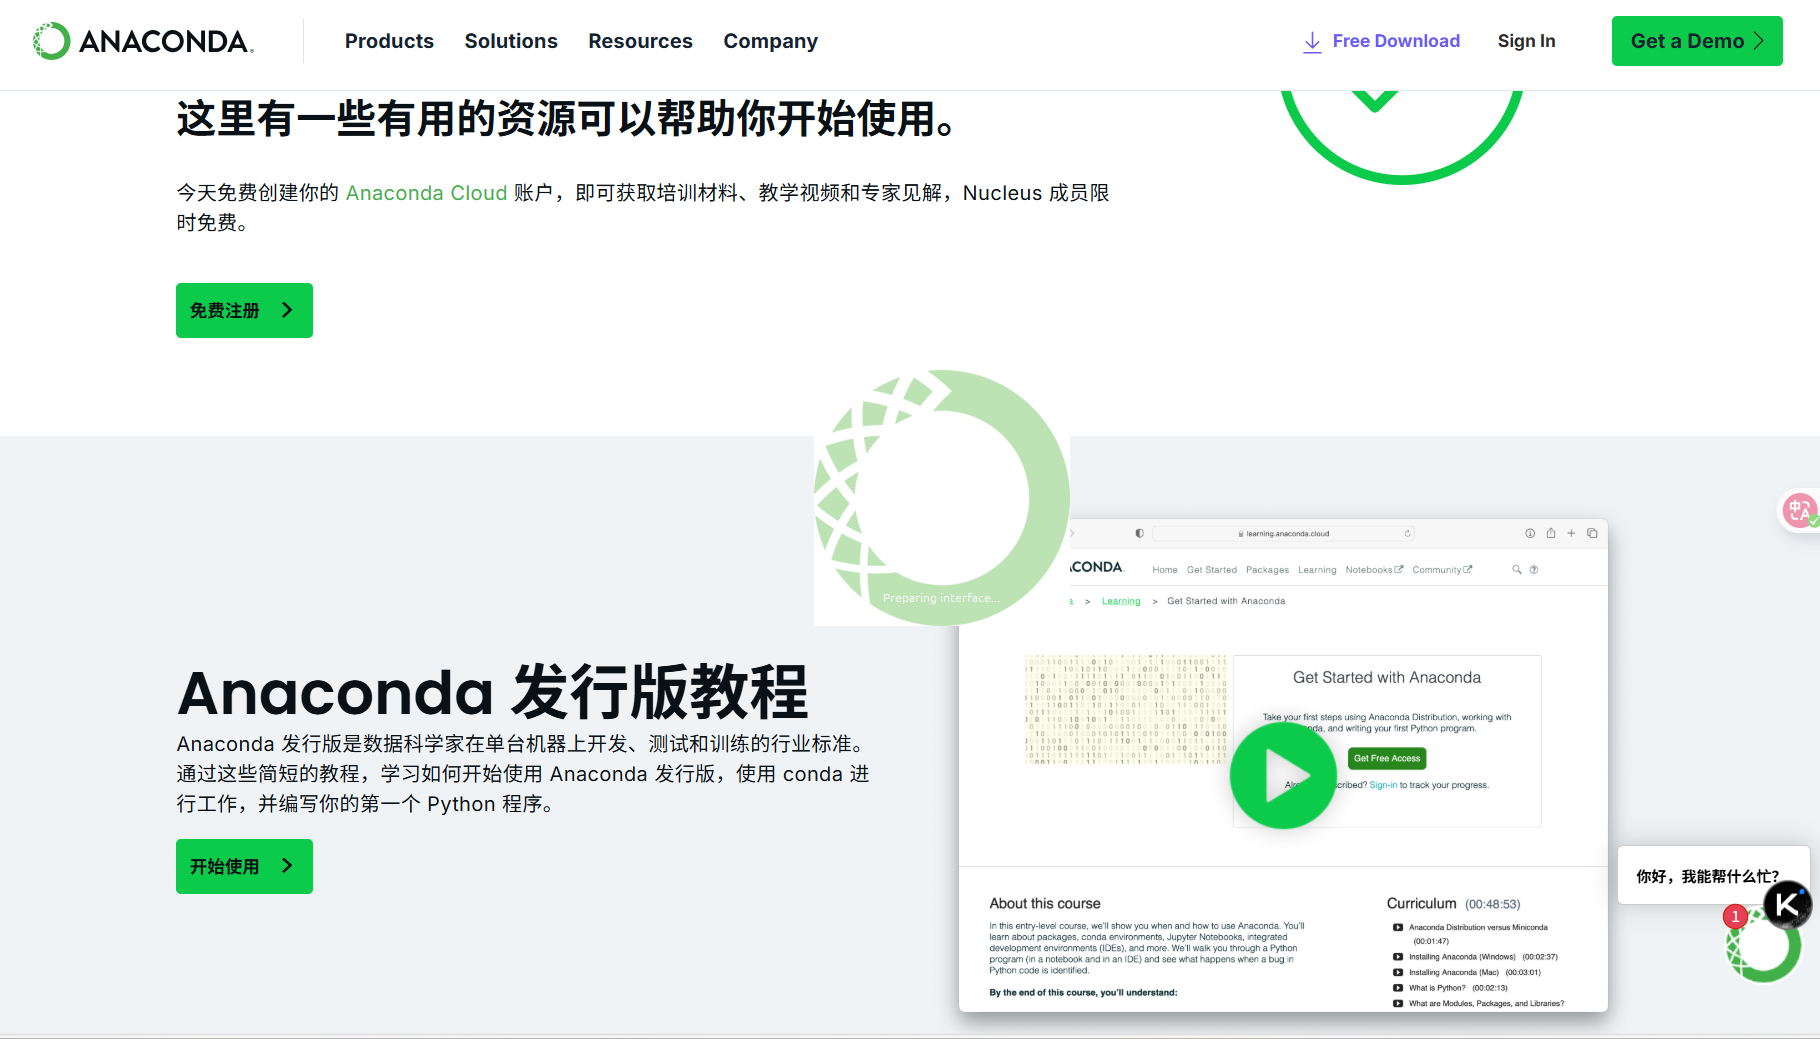 ANACONDA.
Products Solutions Resources Company
Free Download
Sign In
Get a Demo
这里有一些有用的资源可以帮助你开始使用。
今天免费创建你的 Anaconda Cloud 账户，即可获取培训材料、教学视频和专家见解，Nucleus 成员限
时免费。
免费注册
Preparing interface...
Anaconda 发行版教程
Anaconda 发行版是数据科学家在单台机器上开发、测试和训练的行业标准。
通过这些简短的教程，学习如何开始使用 Anaconda 发行版，使用 conda 进
行工作，并编写你的第一个 Python 程序。
开始使用
learning.anaconda.cloud
ACONDA.
Home Get Started Packages Learning Notebooks Community
a > Learning > Get Started with Anaconda
Get Started with Anaconda
Take your first steps using Anaconda Distribution, working with
nda, and writing your first Python program.
Get Free Access
Alr cribed? Sign-in to track your progress.
About this course
In this entry-level course, we'll show you when and how to use Anaconda. You'll
learn about packages, conda environments, Jupyter Notebooks, integrated
development environments (IDEs), and more. We'll walk you through a Python
program (in a notebook and in an IDE) and see what happens when a bug in
Python code is identified.
By the end of this course, you'll understand:
Curriculum (00:48:53)
Anaconda Distribution versus Miniconda
(00:01:47)
Installing Anaconda (Windows) (00:02:37)
Installing Anaconda (Mac) (00:03:01)
What is Python? (00:02:13)
What are Modules, Packages, and Libraries?
中A
你好，我能帮什么忙？
K
1